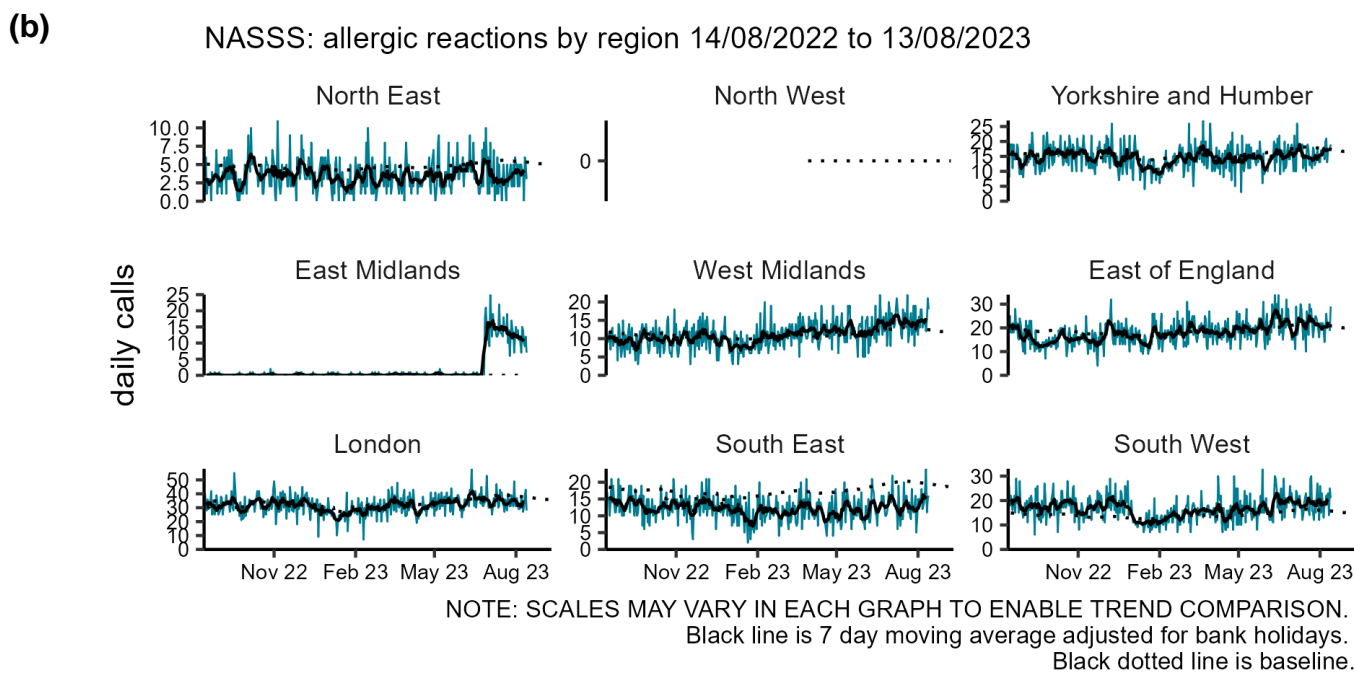 (b)
NASSS: allergic reactions by region 14/08/2022 to 13/08/2023
daily calls
North East
10.0
7.5
5.0
2.5
0.0
North West
0
Yorkshire and Humber
25
20
15
10
5
0
East Midlands
25
20
15
10
5
0
West Midlands
20
15
10
5
0
East of England
30
20
10
0
London
50
40
30
20
10
0
South East
20
15
10
5
0
South West
30
20
10
0
Nov 22 Feb 23 May 23 Aug 23
Nov 22 Feb 23 May 23 Aug 23
Nov 22 Feb 23 May 23 Aug 23
NOTE: SCALES MAY VARY IN EACH GRAPH TO ENABLE TREND COMPARISON.
Black line is 7 day moving average adjusted for bank holidays.
Black dotted line is baseline.